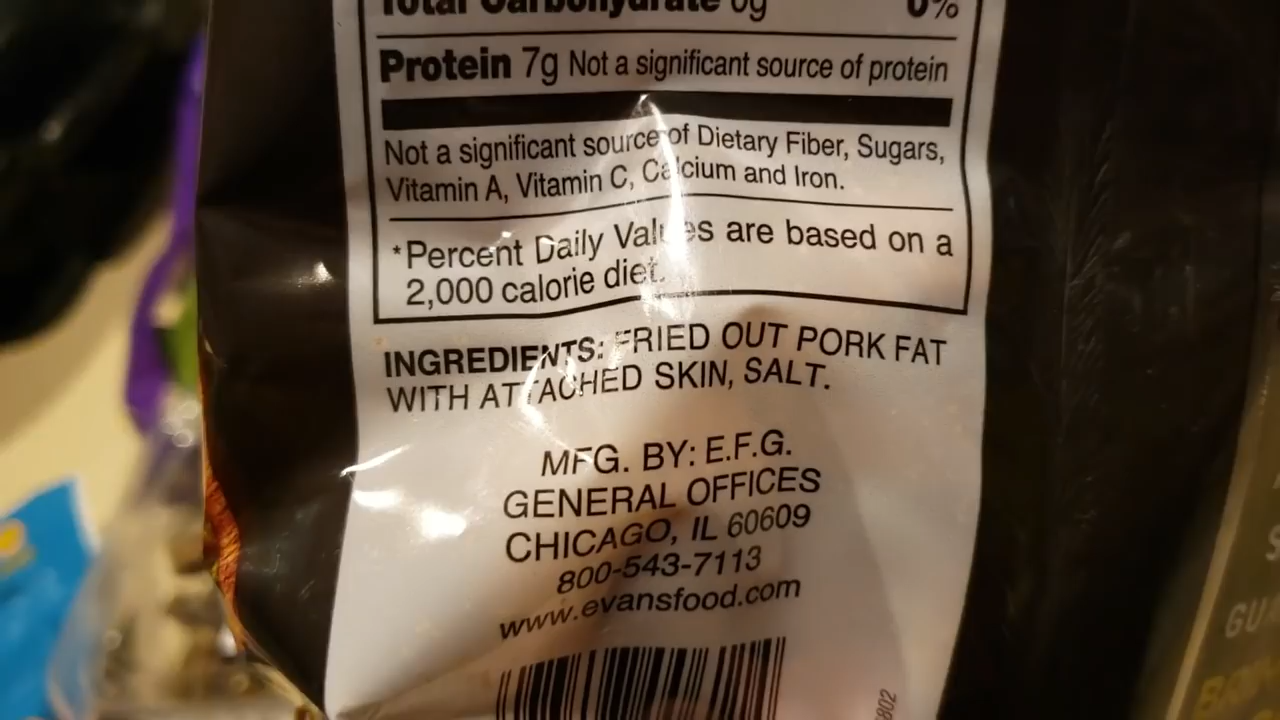 Total Carbohydrate 0g 0%
Protein 7g Not a significant source of protein
Not a significant source of Dietary Fiber, Sugars,
Vitamin A, Vitamin C, Calcium and Iron.
*Percent Daily Values are based on a
2,000 calorie diet.
INGREDIENTS: FRIED OUT PORK FAT
WITH ATTACHED SKIN, SALT.
MFG. BY: E.F.G.
GENERAL OFFICES
CHICAGO, IL 60609
800-543-7113
www.evansfood.com